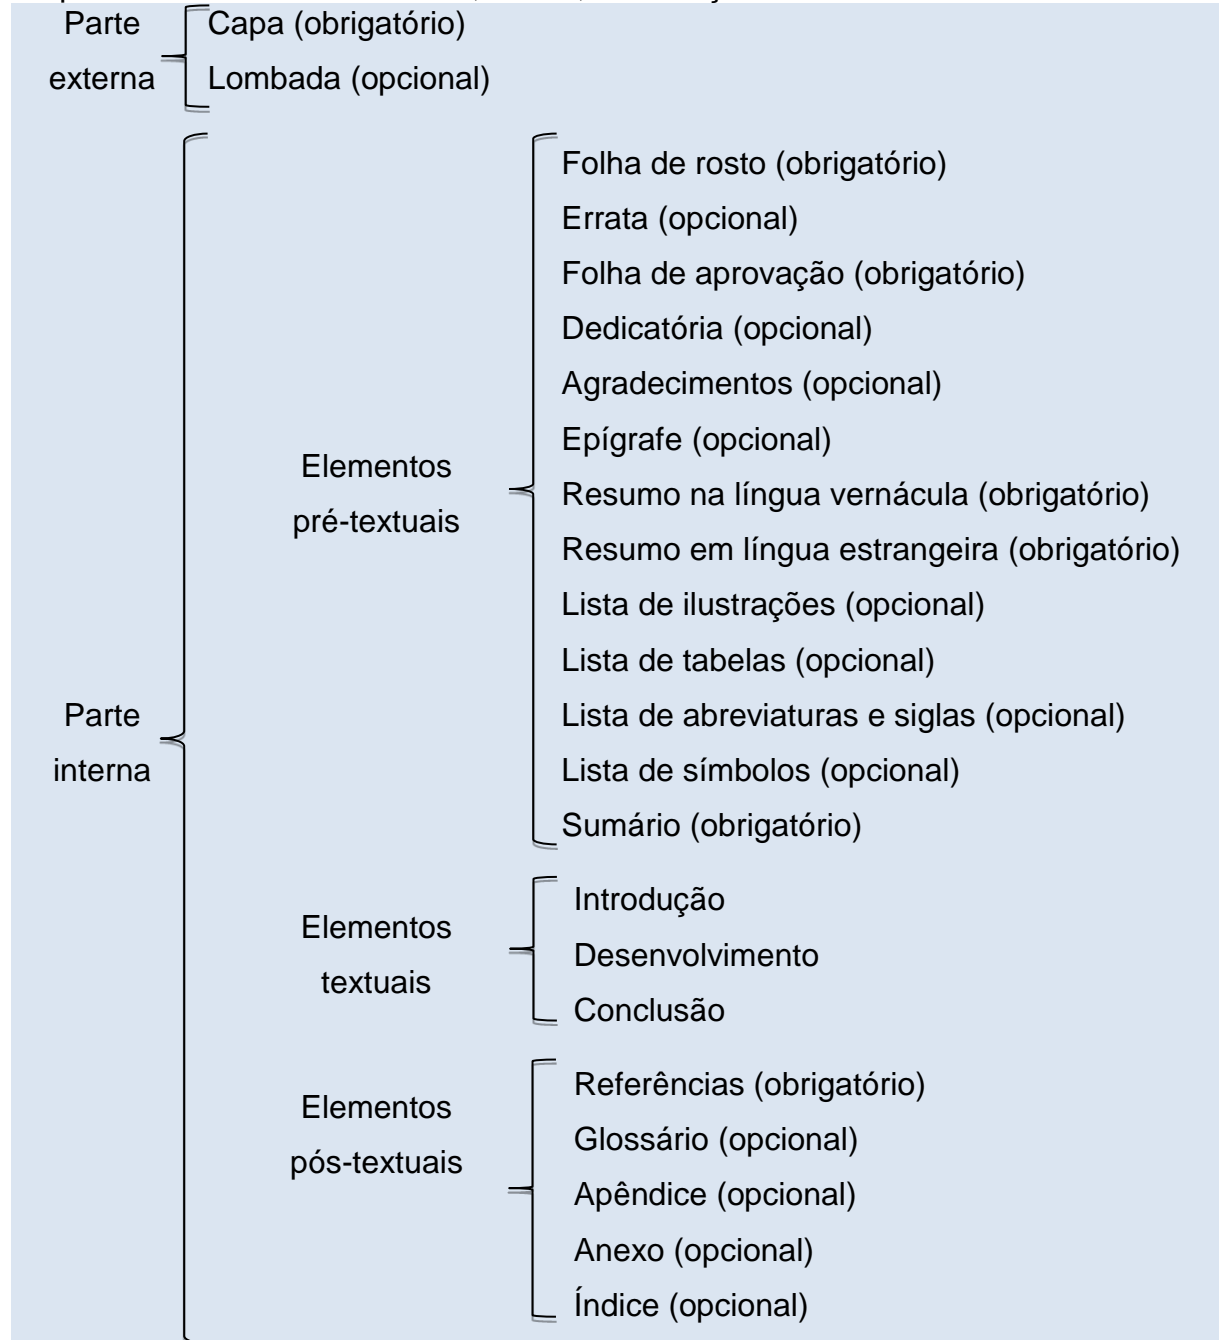 Parte
externa
Capa (obrigatório)
Lombada (opcional)
Parte
interna
Elementos
pré-textuais
Folha de rosto (obrigatório)
Errata (opcional)
Folha de aprovação (obrigatório)
Dedicatória (opcional)
Agradecimentos (opcional)
Epígrafe (opcional)
Resumo na língua vernácula (obrigatório)
Resumo em língua estrangeira (obrigatório)
Lista de ilustrações (opcional)
Lista de tabelas (opcional)
Lista de abreviaturas e siglas (opcional)
Lista de símbolos (opcional)
Sumário (obrigatório)
Elementos
textuais
Introdução
Desenvolvimento
Conclusão
Elementos
pós-textuais
Referências (obrigatório)
Glossário (opcional)
Apêndice (opcional)
Anexo (opcional)
Índice (opcional)